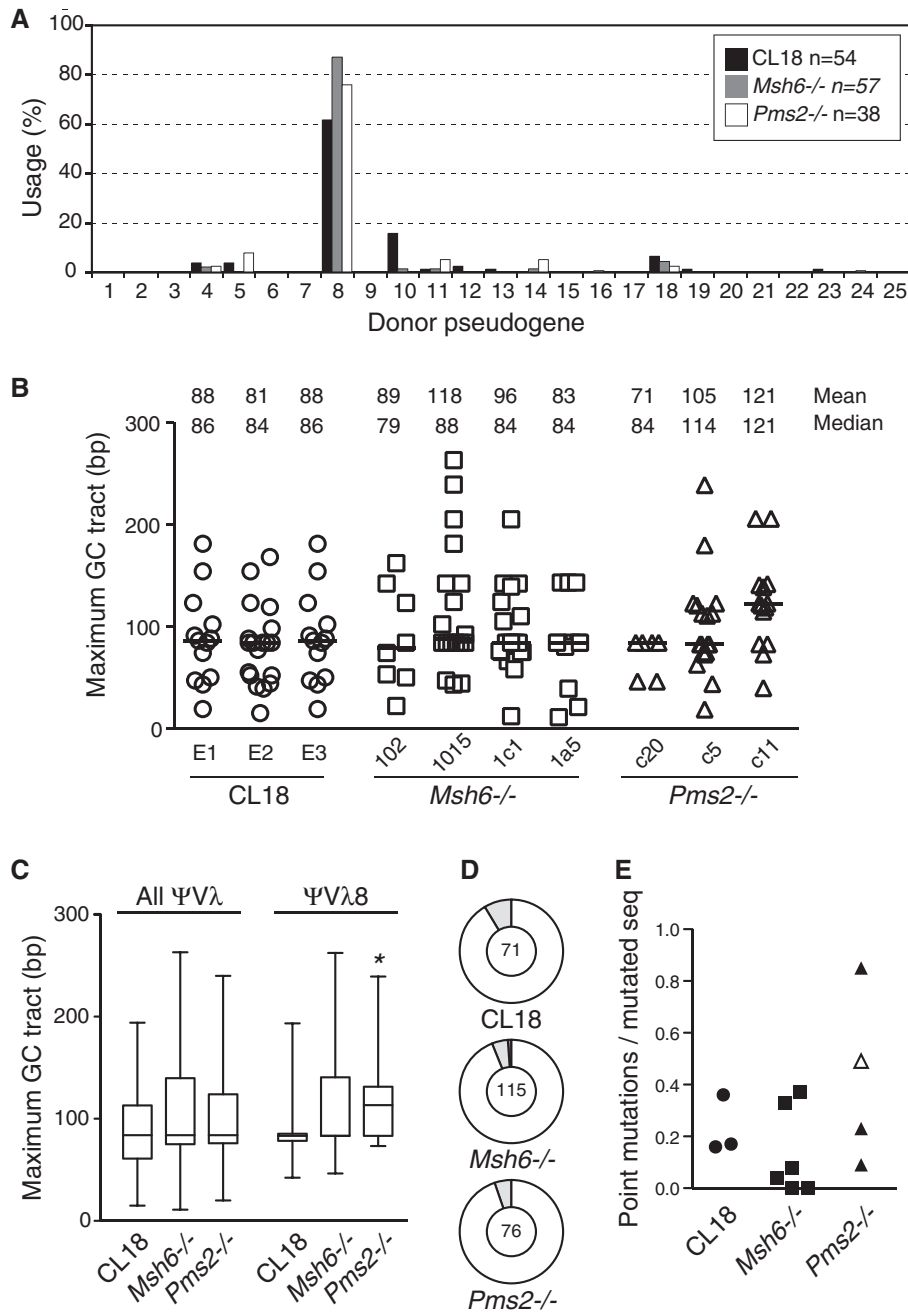 A
100
80
60
40
20
0
Usage (%)
CL18 n=54
Msh6-/- n=57
Pms2-/- n=38
1 2 3 4 5 6 7 8 9 10 11 12 13 14 15 16 17 18 19 20 21 22 23 24 25
Donor pseudogene
B
88 81 88 89 118 96 83 71 105 121 Mean
86 84 86 79 88 84 84 84 114 121 Median
300
200
100
0
Maximum GC tract (bp)
E1 E2 E3 102 1015 1c1 1a5 c20 c5 c11
CL18 Msh6-/- Pms2-/-
C
All ΨVλ ΨVλ8
300
200
100
0
Maximum GC tract (bp)
*
CL18 Msh6-/- Pms2-/- CL18 Msh6-/- Pms2-/-
D
71
CL18
115
Msh6-/-
76
Pms2-/-
E
1.0
0.8
0.6
0.4
0.2
0.0
Point mutations / mutated seq
CL18 Msh6-/- Pms2-/-